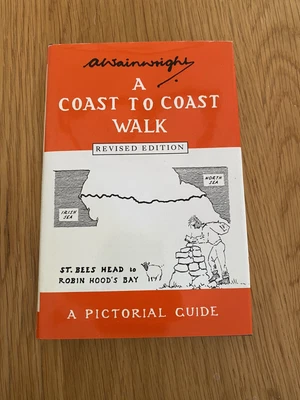 AWainwright
A
COAST TO COAST
WALK
REVISED EDITION
NORTH
SEA
IRISH
SEA
ST. BEES HEAD to
ROBIN HOOD'S BAY
A PICTORIAL GUIDE